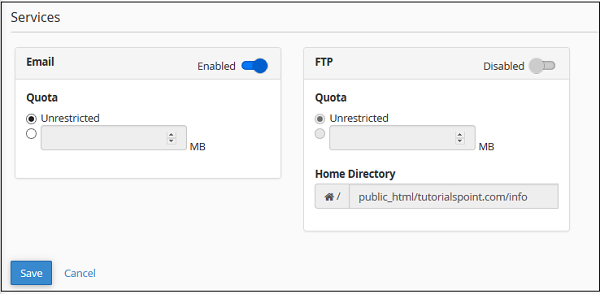 Services
Email
Enabled
Quota
Unrestricted
MB
FTP
Disabled
Quota
Unrestricted
MB
Home Directory
/
public_html/tutorialspoint.com/info
Save
Cancel